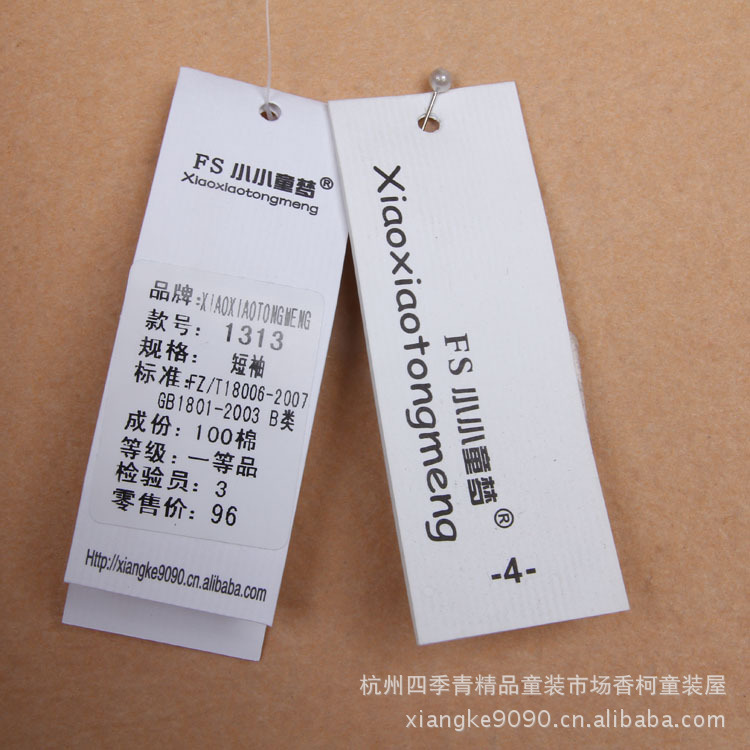 FS 小小童梦®
Xiaoxiaotongmeng
品牌:XIAOXIAOTONGMENG
款号: 1313
规格: 短袖
标准:FZ/T18006-2007
GB1801-2003 B类
成份: 100棉
等级: 一等品
检验员: 3
零售价: 96
Http://xiangke9090.cn.alibaba.com
Xiaoxiaotongmeng
FS 小小童梦®
-4-
杭州四季青精品童装市场香柯童装屋
xiangke9090.cn.alibaba.com